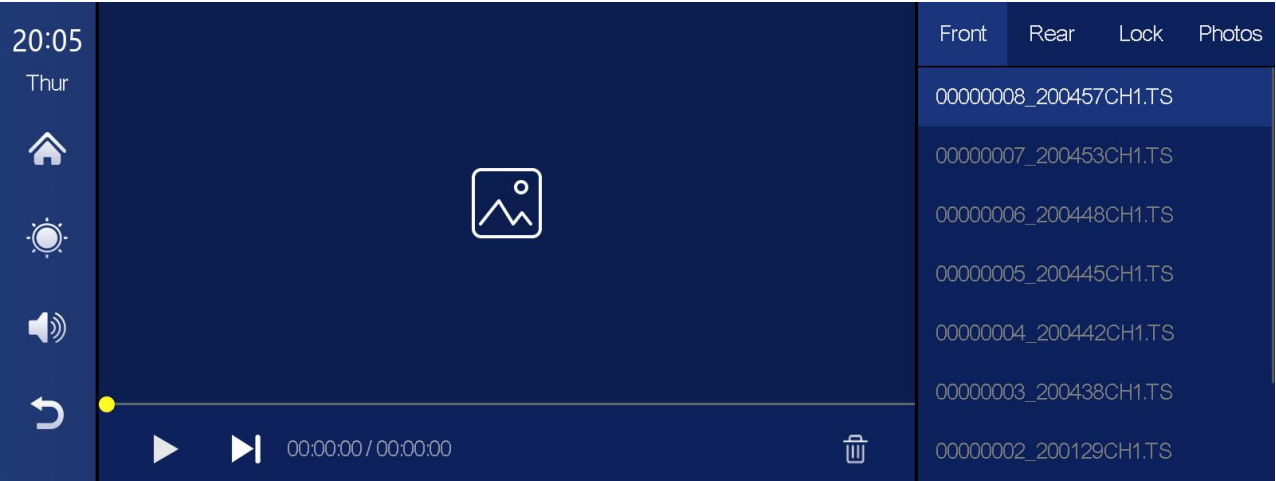 20:05
Thur
00:00:00 / 00:00:00
Front Rear Lock Photos
00000008_200457CH1.TS
00000007_200453CH1.TS
00000006_200448CH1.TS
00000005_200445CH1.TS
00000004_200442CH1.TS
00000003_200438CH1.TS
00000002_200129CH1.TS